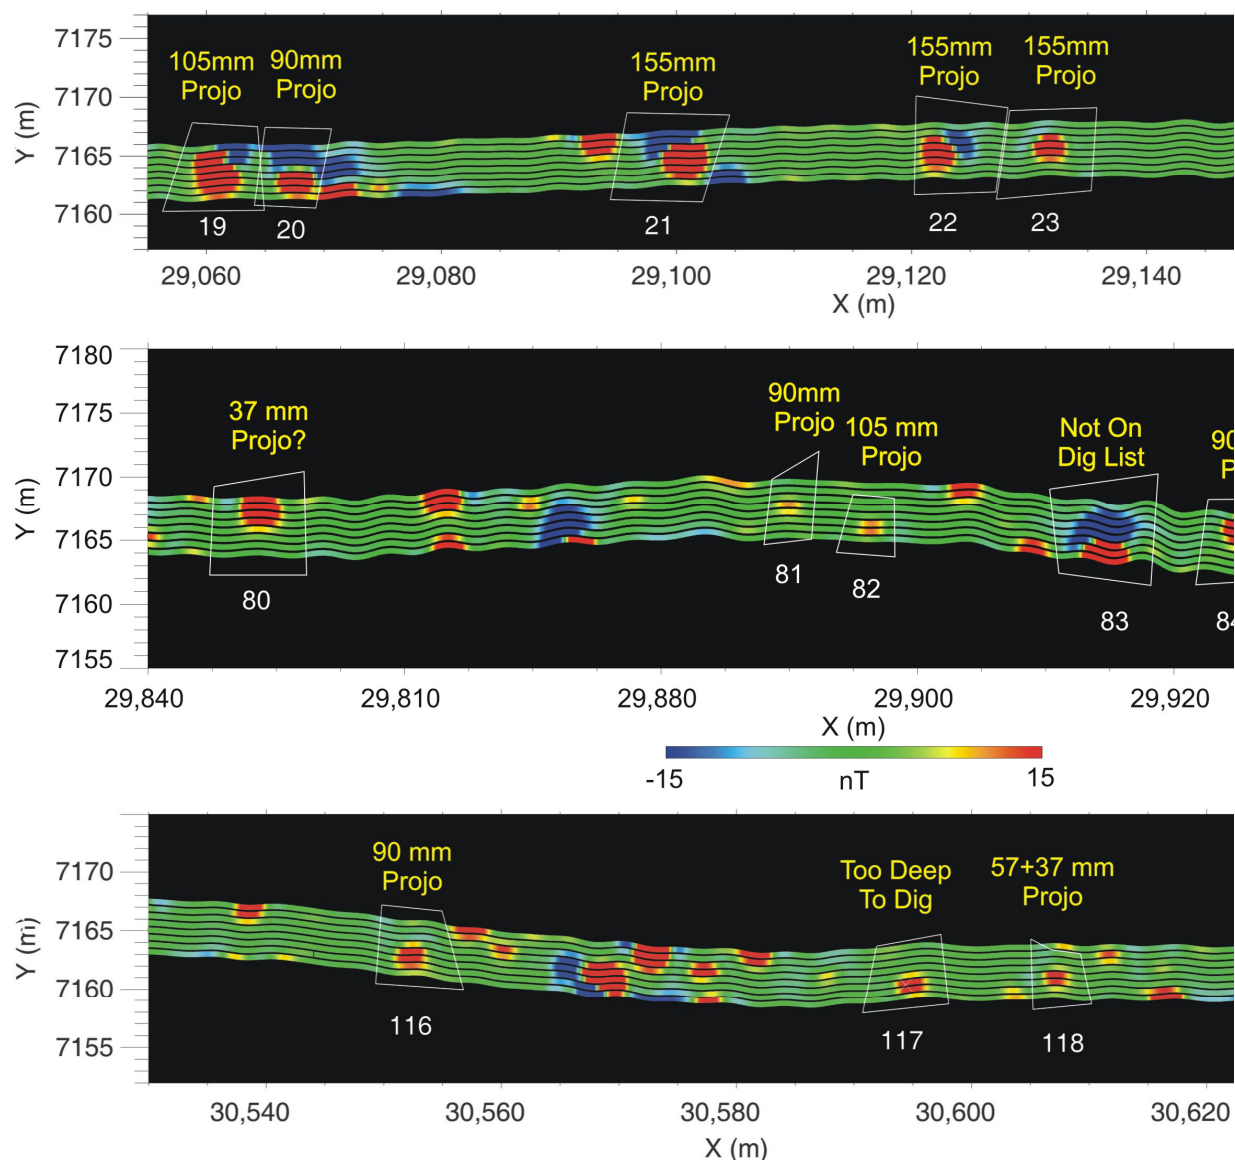 7175
7170
7165
7160
Y (m)
105mm
Projo
90mm
Projo
155mm
Projo
155mm
Projo
155mm
Projo
19
20
21
22
23
29,060
29,080
29,100
29,120
29,140
X (m)
7180
7175
7170
7165
7160
7155
Y (m)
37 mm
Projo?
90mm
Projo
105 mm
Projo
Not On
Dig List
90
P
80
81
82
83
84
29,840
29,810
29,880
29,900
29,920
X (m)
-15
nT
15
7170
7165
7160
7155
Y (m)
90 mm
Projo
Too Deep
To Dig
57+37 mm
Projo
116
117
118
30,540
30,560
30,580
30,600
30,620
X (m)